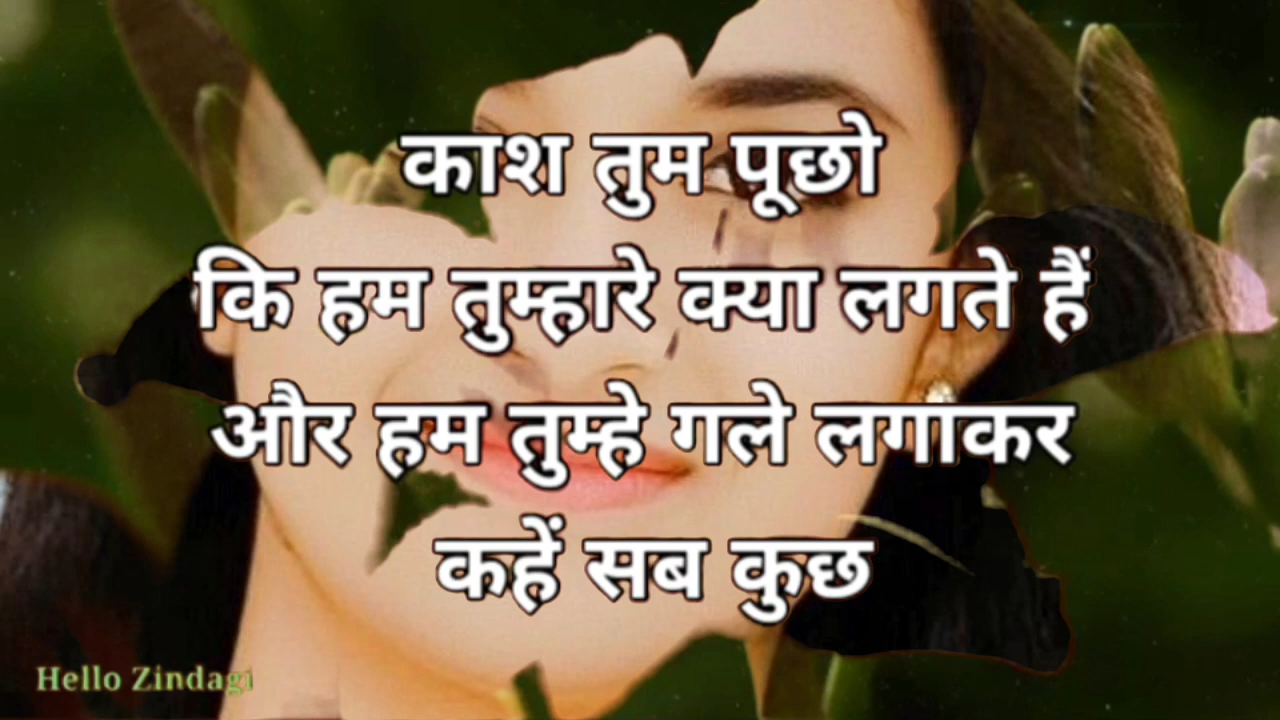 काश तुम पूछो
कि हम तुम्हारे क्या लगते हैं
और हम तुम्हे गले लगाकर
कहें सब कुछ
Hello Zindagi